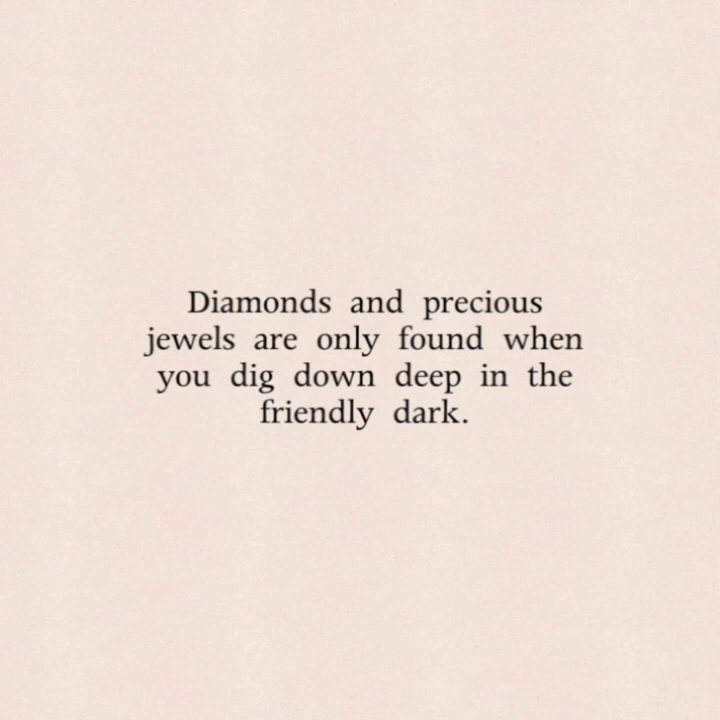 Diamonds and precious
jewels are only found when
you dig down deep in the
friendly dark.